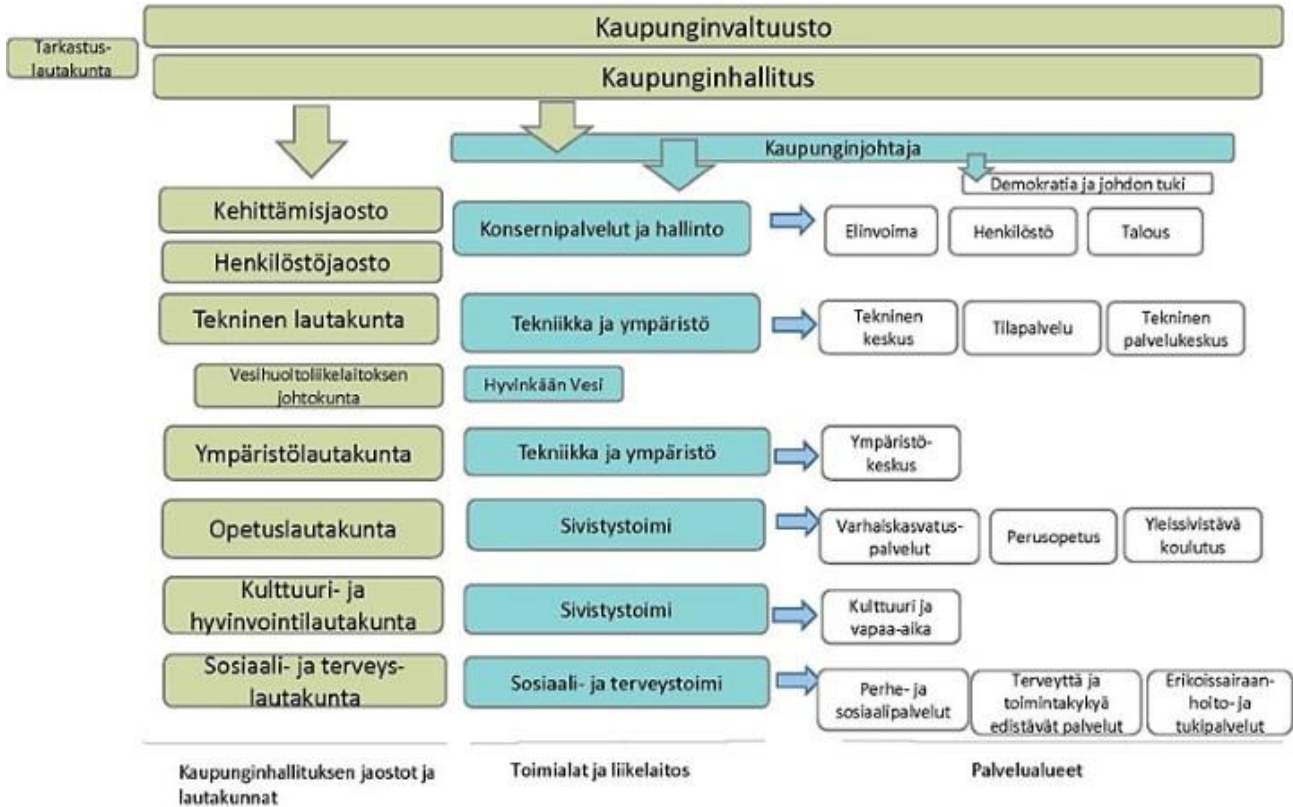 Kaupunginvaltuusto
Tarkastus-
lautakunta
Kaupunginhallitus
Kaupunginjohtaja
Demokratia ja johdon tuki
Kehittämisjaosto
Konsernipalvelut ja hallinto
Elinvoima
Henkilöstö
Talous
Henkilöstöjaosto
Tekninen lautakunta
Tekniikka ja ympäristö
Tekninen
keskus
Tilapalvelu
Tekninen
palvelukeskus
Vesihuoltoliikelaitoksen
johtokunta
Hyvinkään Vesi
Ympäristölautakunta
Tekniikka ja ympäristö
Ympäristö-
keskus
Opetuslautakunta
Sivistystoimi
Varhaiskasvatus-
palvelut
Perusopetus
Yleissivistävä
koulutus
Kulttuuri- ja
hyvinvointilautakunta
Sivistystoimi
Kulttuuri ja
vapaa-aika
Sosiaali- ja terveys-
lautakunta
Sosiaali- ja terveystoimi
Perhe- ja
sosiaalipalvelut
Terveyttä ja
toimintakykyä
edistävät palvelut
Erikoissairaan-
hoito- ja
tukipalvelut
Kaupunginhallituksen jaostot ja
lautakunnat
Toimialat ja liikelaitos
Palvelualueet